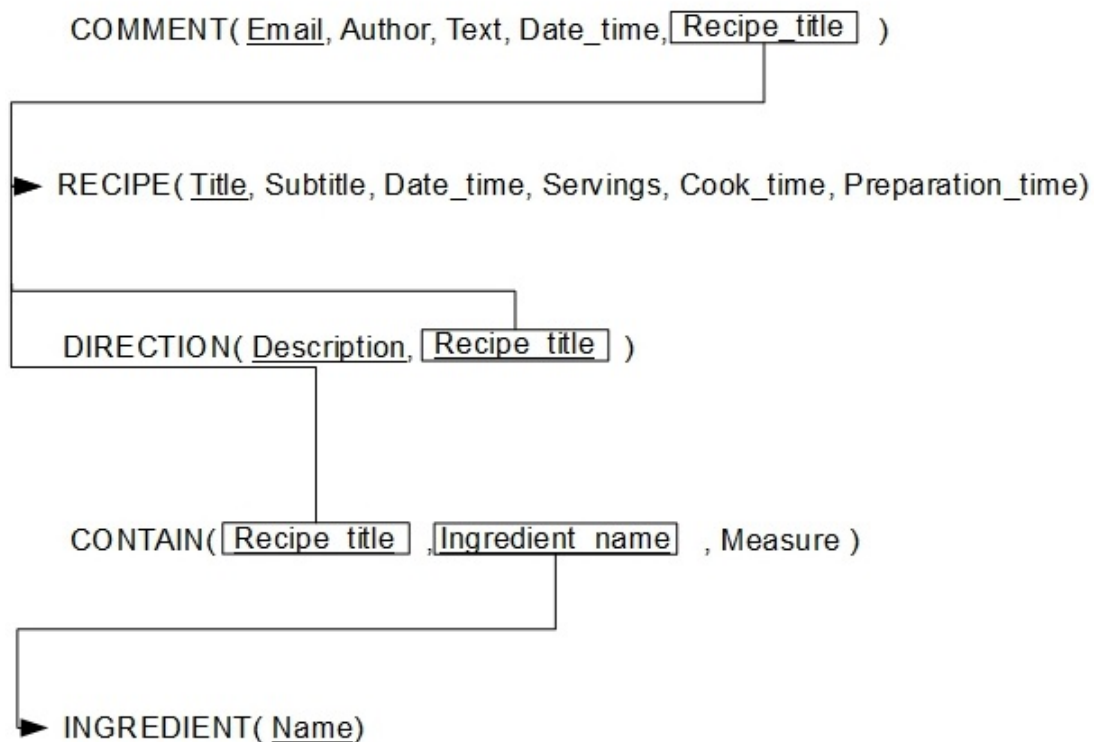 COMMENT( Email, Author, Text, Date_time, Recipe_title )
RECIPE( Title, Subtitle, Date_time, Servings, Cook_time, Preparation_time)
DIRECTION( Description, Recipe_title )
CONTAIN( Recipe_title ,Ingredient_name , Measure )
INGREDIENT( Name)